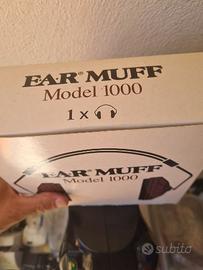 EAR® MUFF
Model 1000
1 x
EAR® MUFF
Model 1000
subito